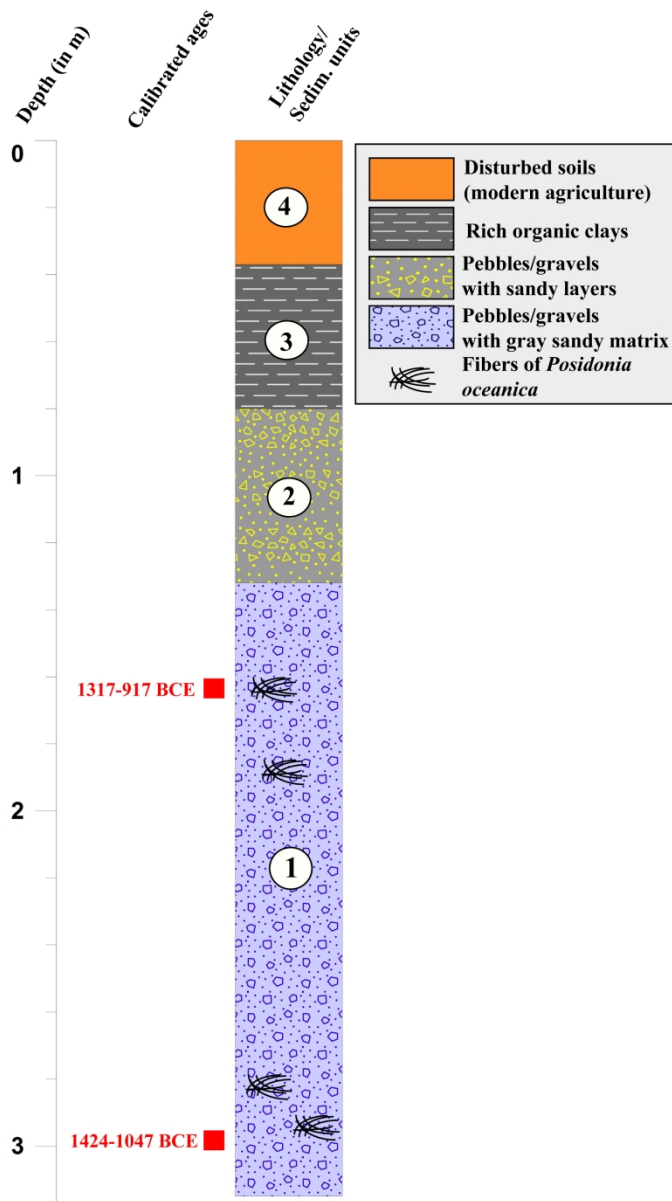 Depth (in m)
Calibrated ages
Lithology/
Sedim. units
0
4
Disturbed soils
(modern agriculture)
Rich organic clays
Pebbles/gravels
with sandy layers
Pebbles/gravels
with gray sandy matrix
Fibers of Posidonia
oceanica
3
1
2
1317-917 BCE
2
1
1424-1047 BCE
3